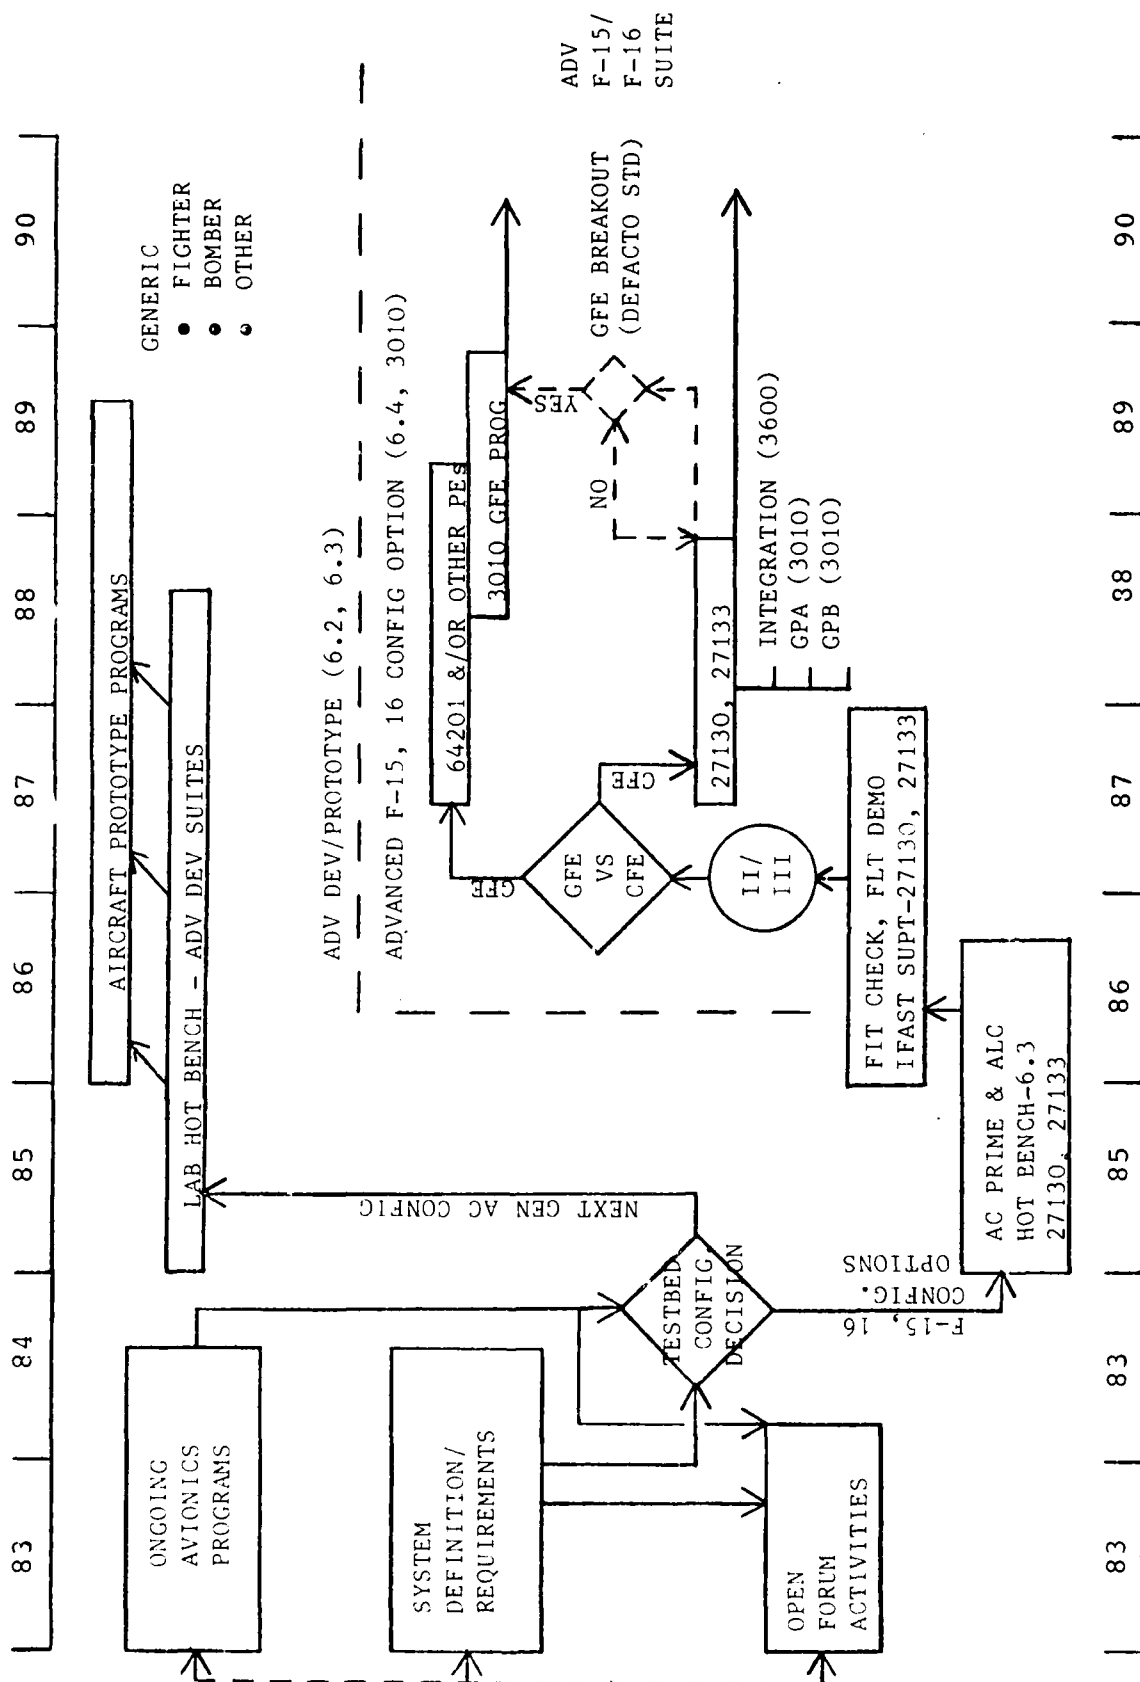 83 84 85 86 87 88 89 90
AIRCRAFT PROTOTYPE PROGRAMS
LAB HOT BENCH - ADV DEV SUITES
GENERIC
● FIGHTER
● BOMBER
● OTHER
ONGOING
AVIONICS
PROGRAMS
ADV DEV/PROTOTYPE (6.2, 6.3)
ADVANCED F-15, 16 CONFIG OPTION (6.4, 3010)
SYSTEM
DEFINITION/
REQUIREMENTS
NEXT GEN AC CONFIG
64201 &/OR OTHER PEs
3010 GFE PROG
GFE
GFE
VS
CFE
CFE
YES
NO
GFE BREAKOUT
(DEFACTO STD)
ADV
F-15/
F-16
SUITE
TESTBED
CONFIG
DECISION
27130, 27133
INTEGRATION (3600)
GPA (3010)
GPB (3010)
II/
III
OPEN
FORUM
ACTIVITIES
F-15, 16
CONFIG.
OPTIONS
FIT CHECK, FLT DEMO
IFAST SUPT-27130, 27133
AC PRIME & ALC
HOT BENCH-6.3
27130, 27133
83 83 85 86 87 38 89 90